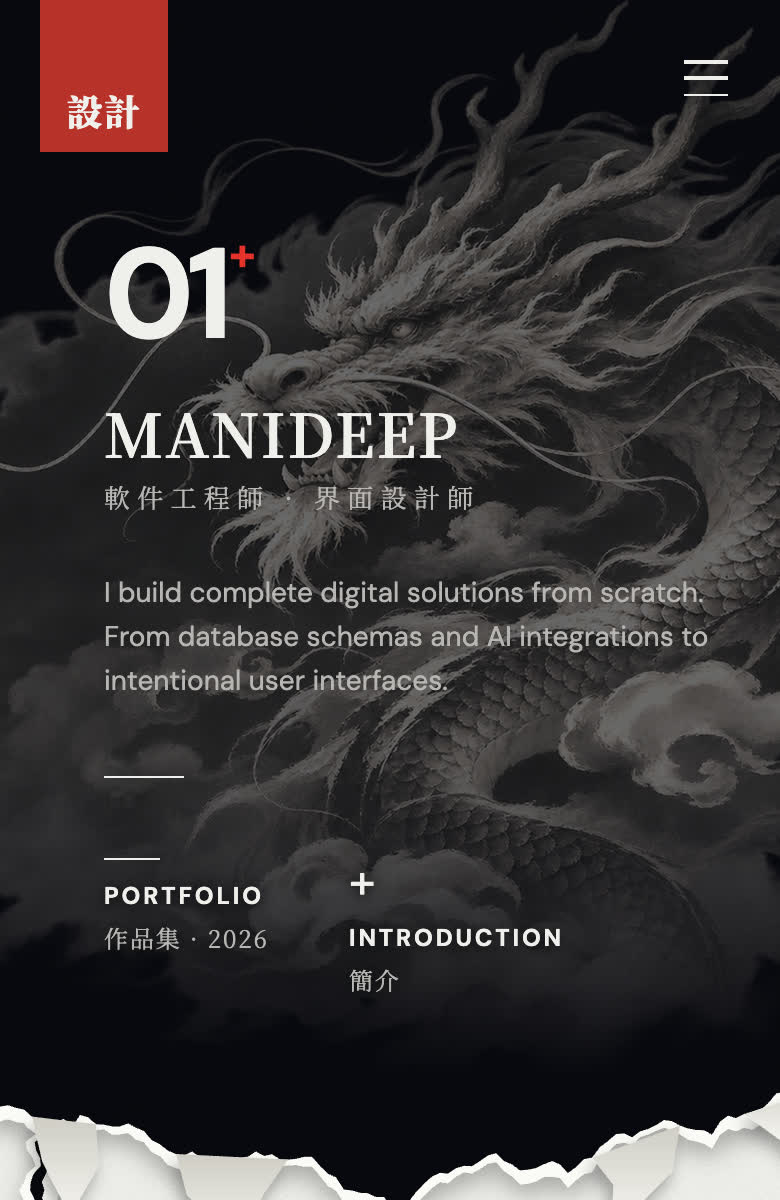 設計
01+
MANIDEEP
軟件工程師 · 界面設計師
I build complete digital solutions from scratch.
From database schemas and AI integrations to
intentional user interfaces.
PORTFOLIO
作品集 · 2026
+
INTRODUCTION
簡介